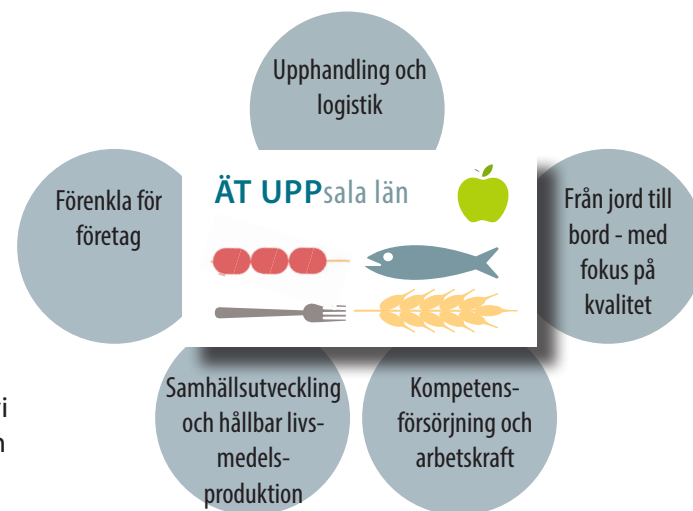 Upphandling och
logistik
ÄT UPPsala län
Förenkla för
företag
Från jord till
bord - med
fokus på
kvalitet
Samhällsutveckling
och hållbar livs-
medels-
produktion
Kompetens-
försörjning och
arbetskraft